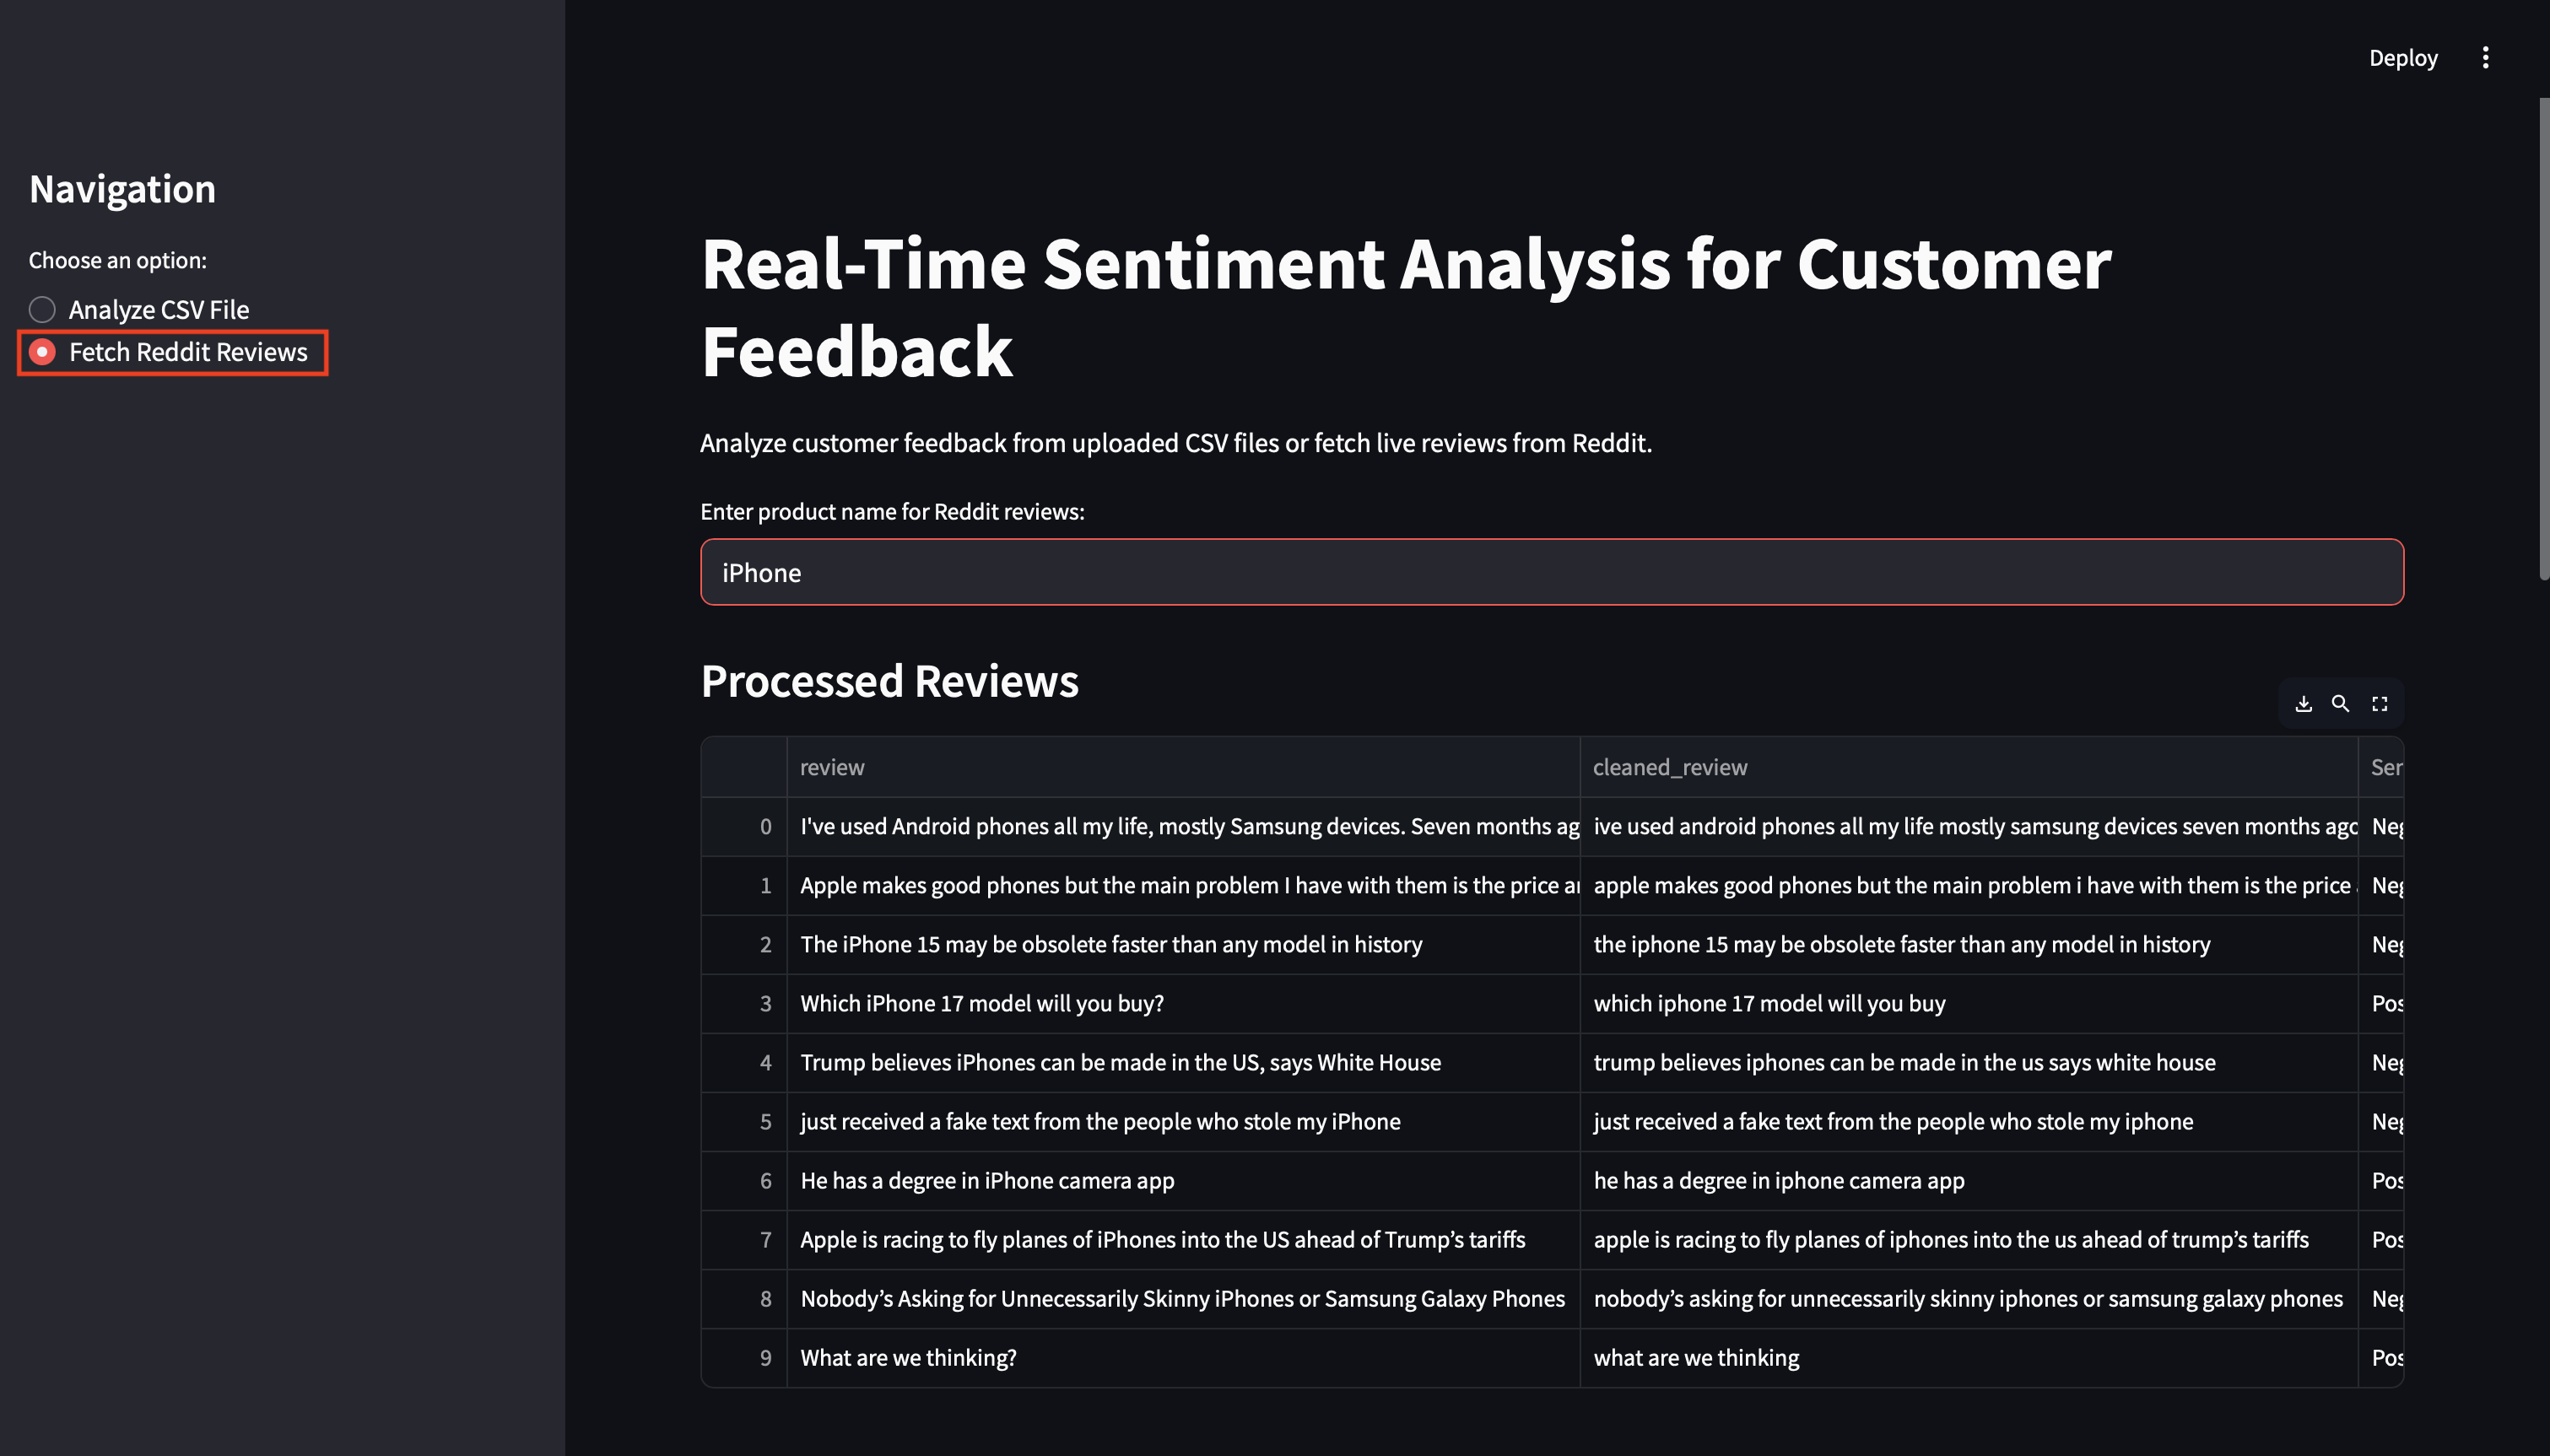 Deploy
Navigation
Choose an option:
Analyze CSV File
Fetch Reddit Reviews
Real-Time Sentiment Analysis for Customer
Feedback
Analyze customer feedback from uploaded CSV files or fetch live reviews from Reddit.
Enter product name for Reddit reviews:
iPhone
Processed Reviews
review cleaned_review Ser
0 I've used Android phones all my life, mostly Samsung devices. Seven months ag ive used android phones all my life mostly samsung devices seven months ago Neg
1 Apple makes good phones but the main problem I have with them is the price an apple makes good phones but the main problem i have with them is the price Neg
2 The iPhone 15 may be obsolete faster than any model in history the iphone 15 may be obsolete faster than any model in history Neg
3 Which iPhone 17 model will you buy? which iphone 17 model will you buy Pos
4 Trump believes iPhones can be made in the US, says White House trump believes iphones can be made in the us says white house Neg
5 just received a fake text from the people who stole my iPhone just received a fake text from the people who stole my iphone Neg
6 He has a degree in iPhone camera app he has a degree in iphone camera app Pos
7 Apple is racing to fly planes of iPhones into the US ahead of Trump’s tariffs apple is racing to fly planes of iphones into the us ahead of trump’s tariffs Pos
8 Nobody’s Asking for Unnecessarily Skinny iPhones or Samsung Galaxy Phones nobody’s asking for unnecessarily skinny iphones or samsung galaxy phones Neg
9 What are we thinking? what are we thinking Pos